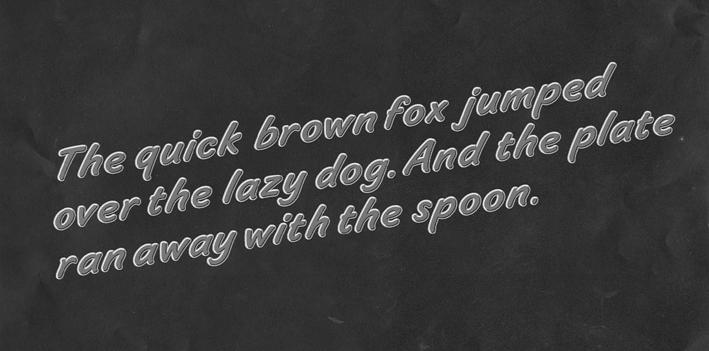 The quick brown fox jumped
over the lazy dog. And the plate
ran away with the spoon.